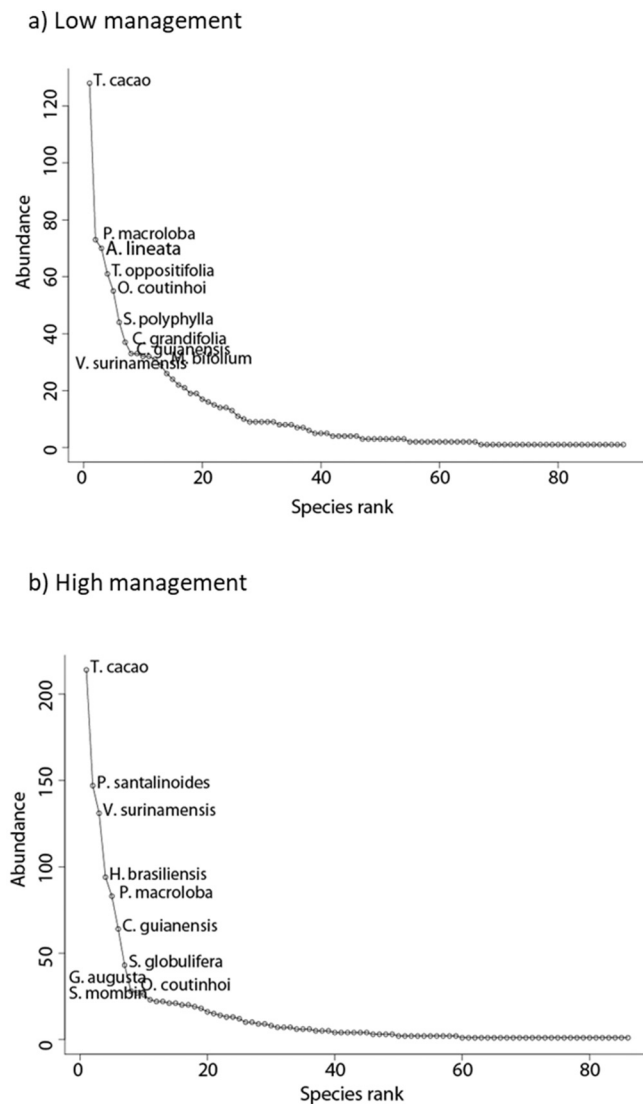 a) Low management
T. cacao
P. macroloba
A. lineata
T. oppositifolia
O. coutinhoi
S. polyphylla
C. grandifolia
C. guianensis
V. surinamensis
M. bifolium
Abundance
0
20
40
60
80
100
120
0 20 40 60 80
Species rank
b) High management
T. cacao
P. santalinoides
V. surinamensis
H. brasiliensis
P. macroloba
C. guianensis
S. globulifera
G. augusta
O. coutinhoi
S. mombin
Abundance
0
50
100
150
200
0 20 40 60 80
Species rank